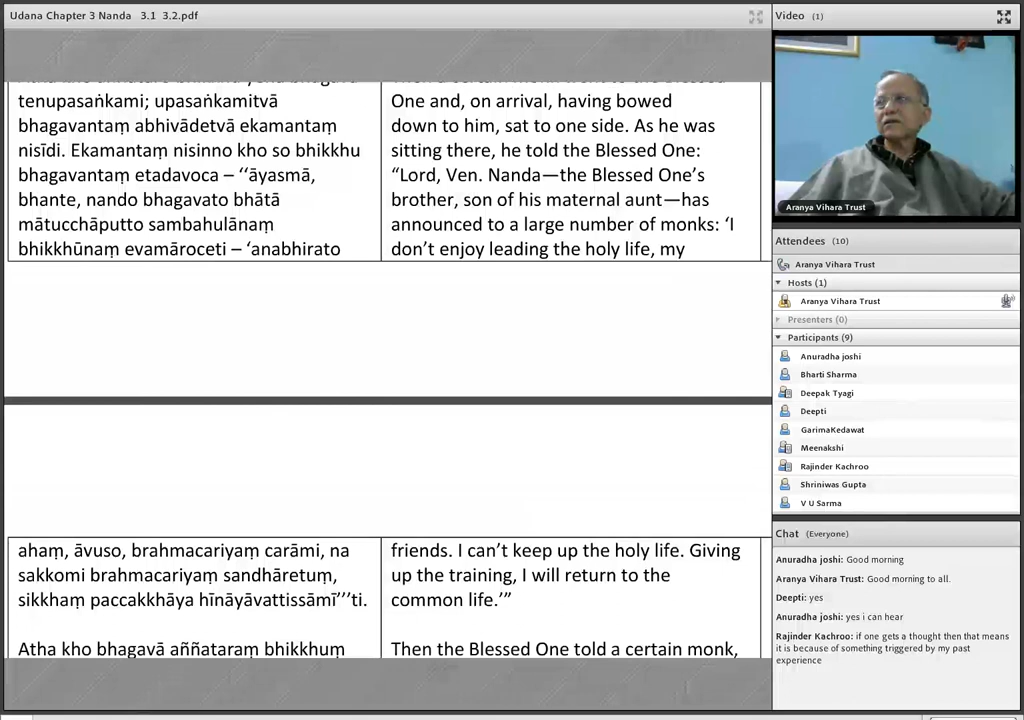 Udana Chapter 3 Nanda 3.1 3.2.pdf
tenupasaṅkami; upasaṅkamitvā
bhagavantaṃ abhivādetvā ekamantaṃ
nisīdi. Ekamantaṃ nisinno kho so bhikkhu
bhagavantaṃ etadavoca – ‘‘āyasmā,
bhante, nando bhagavato bhātā
mātucchāputto sambahulānaṃ
bhikkhūnaṃ evamāroceti – ‘anabhirato
One and, on arrival, having bowed
down to him, sat to one side. As he was
sitting there, he told the Blessed One:
“Lord, Ven. Nanda—the Blessed One’s
brother, son of his maternal aunt—has
announced to a large number of monks: ‘I
don’t enjoy leading the holy life, my
ahaṃ, āvuso, brahmacariyaṃ carāmi, na
sakkomi brahmacariyaṃ sandhāretuṃ,
sikkhaṃ paccakkhāya hīnāyāvattissāmī’’’ti.
Atha kho bhagavā aññataraṃ bhikkhuṃ
friends. I can’t keep up the holy life. Giving
up the training, I will return to the
common life.’”
Then the Blessed One told a certain monk,
Video (1)
Aranya Vihara Trust
Attendees (10)
Aranya Vihara Trust
Hosts (1)
Aranya Vihara Trust
Presenters (0)
Participants (9)
Anuradha joshi
Bharti Sharma
Deepak Tyagi
Deepti
GarimaKedawat
Meenakshi
Rajinder Kachroo
Shriniwas Gupta
V U Sarma
Chat (Everyone)
Anuradha joshi: Good morning
Aranya Vihara Trust: Good morning to all.
Deepti: yes
Anuradha joshi: yes i can hear
Rajinder Kachroo: if one gets a thought then that means
it is because of something triggered by my past
experience